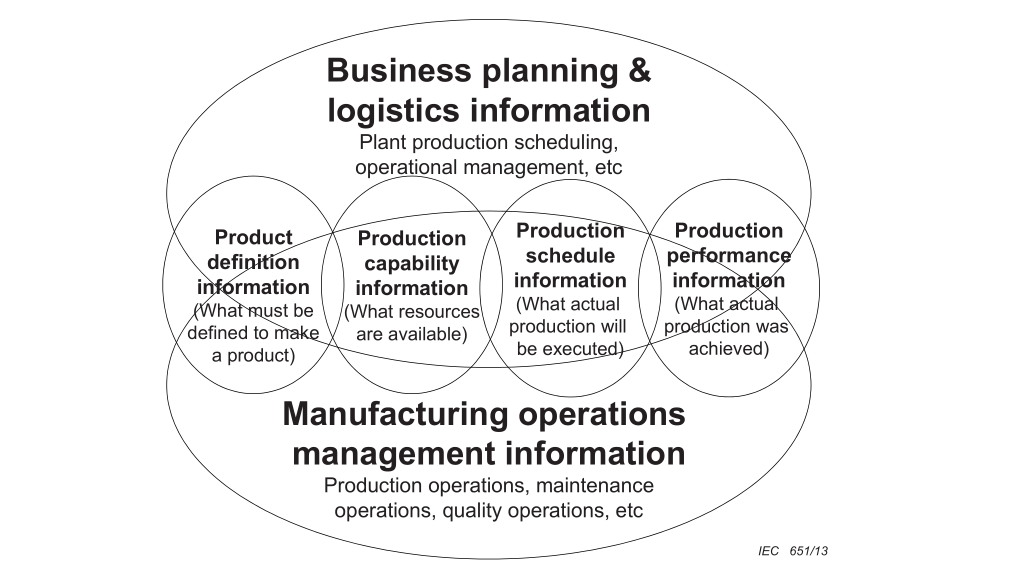 Business planning &
logistics information
Plant production scheduling,
operational management, etc
Product
definition
information
(What must be
defined to make
a product)
Production
capability
information
(What resources
are available)
Production
schedule
information
(What actual
production will
be executed)
Production
performance
information
(What actual
production was
achieved)
Manufacturing operations
management information
Production operations, maintenance
operations, quality operations, etc
IEC 651/13